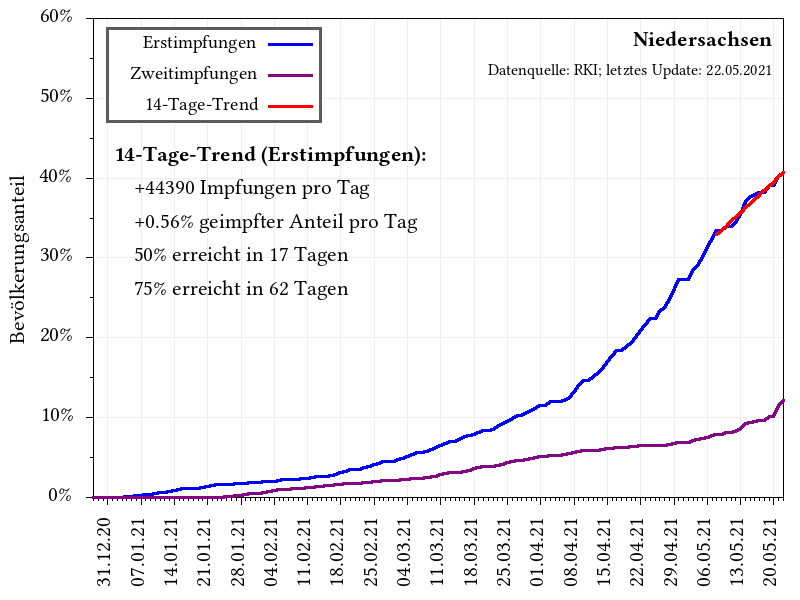 60%
50%
40%
30%
20%
10%
0%
Bevölkerungsanteil
Erstimpfungen
Zweitimpfungen
14-Tage-Trend
Niedersachsen
Datenquelle: RKI; letztes Update: 22.05.2021
14-Tage-Trend (Erstimpfungen):
+44390 Impfungen pro Tag
+0.56% geimpfter Anteil pro Tag
50% erreicht in 17 Tagen
75% erreicht in 62 Tagen
31.12.20
07.01.21
14.01.21
21.01.21
28.01.21
04.02.21
11.02.21
18.02.21
25.02.21
04.03.21
11.03.21
18.03.21
25.03.21
01.04.21
08.04.21
15.04.21
22.04.21
29.04.21
06.05.21
13.05.21
20.05.21